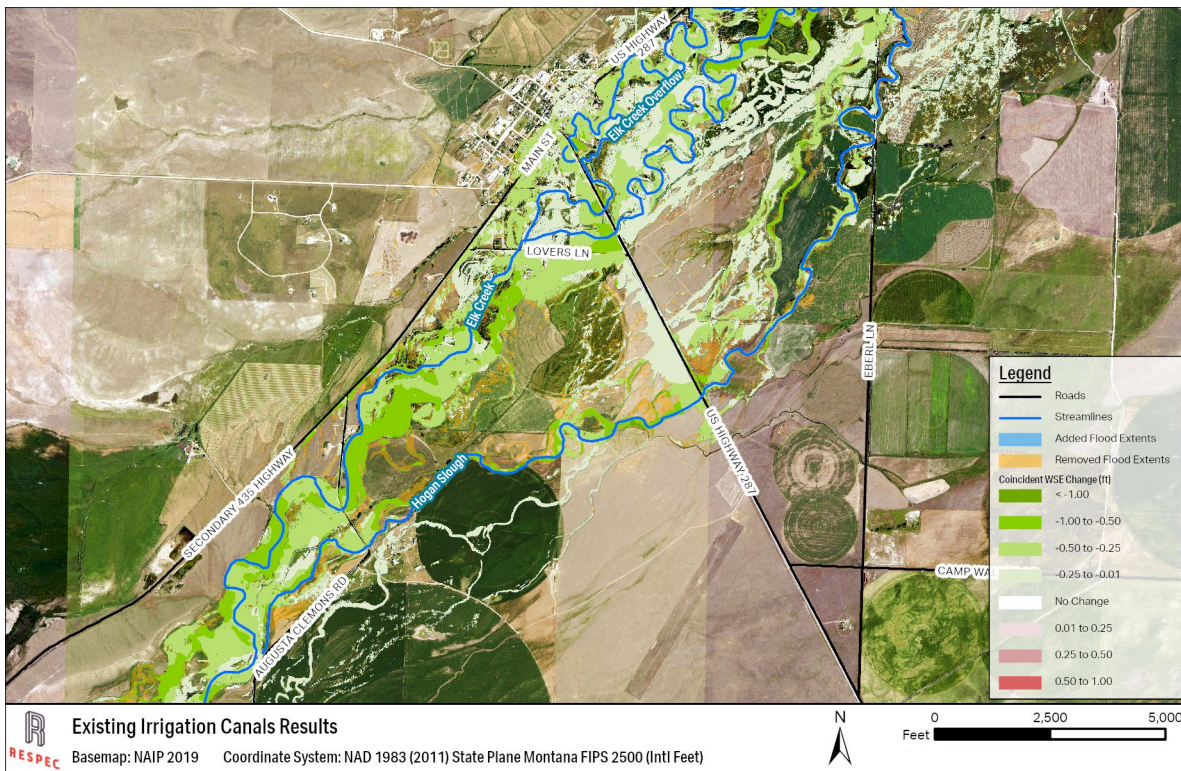 US HIGHWAY
287
Elk Creek Overflow
MAIN ST
LOVERS LN
Elk Creek
EBERL LN
Hogan Slough
US HIGHWAY 287
SECONDARY 435 HIGHWAY
AUGUSTA CLEMONS RD
CAMP WAL
Legend
Roads
Streamlines
Added Flood Extents
Removed Flood Extents
Coincident WSE Change (ft)
< -1.00
-1.00 to -0.50
-0.50 to -0.25
-0.25 to -0.01
No Change
0.01 to 0.25
0.25 to 0.50
0.50 to 1.00
RESPEC
Existing Irrigation Canals Results
Basemap: NAIP 2019 Coordinate System: NAD 1983 (2011) State Plane Montana FIPS 2500 (Intl Feet)
N
0 2,500 5,000
Feet